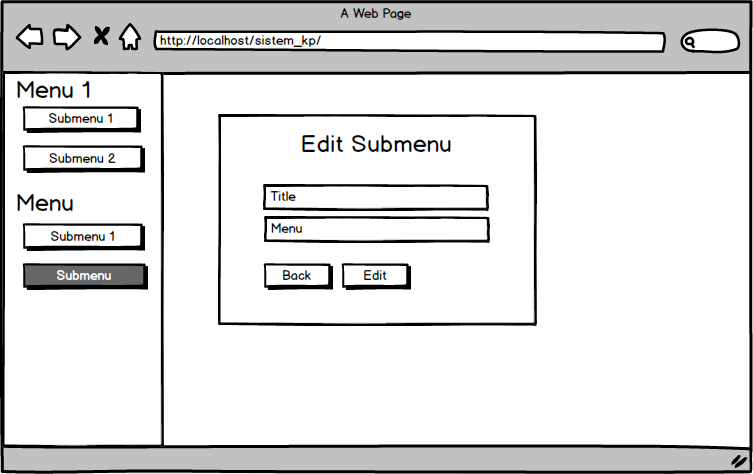 A Web Page
http://localhost/sistem_kp/
Menu 1
Submenu 1
Submenu 2
Menu
Submenu 1
Submenu
Edit Submenu
Title
Menu
Back
Edit